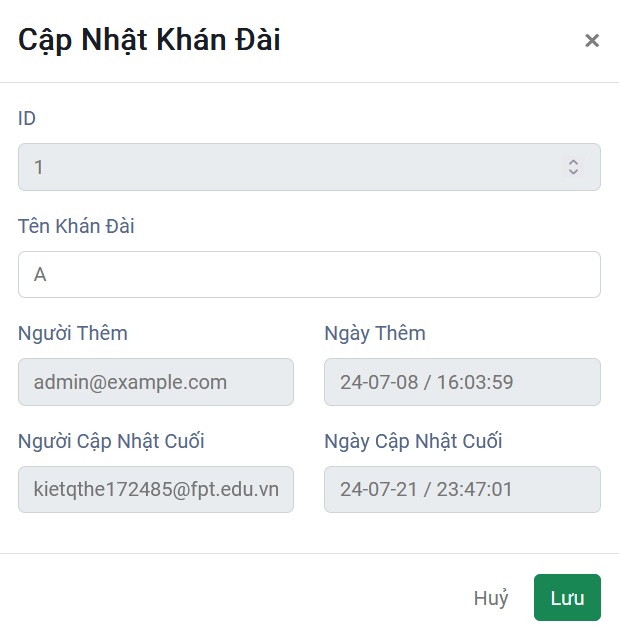 Cập Nhật Khán Đài
×
ID
1
Tên Khán Đài
A
Người Thêm
Ngày Thêm
admin@example.com
24-07-08 / 16:03:59
Người Cập Nhật Cuối
Ngày Cập Nhật Cuối
kietqthe172485@fpt.edu.vn
24-07-21 / 23:47:01
Huỷ
Lưu